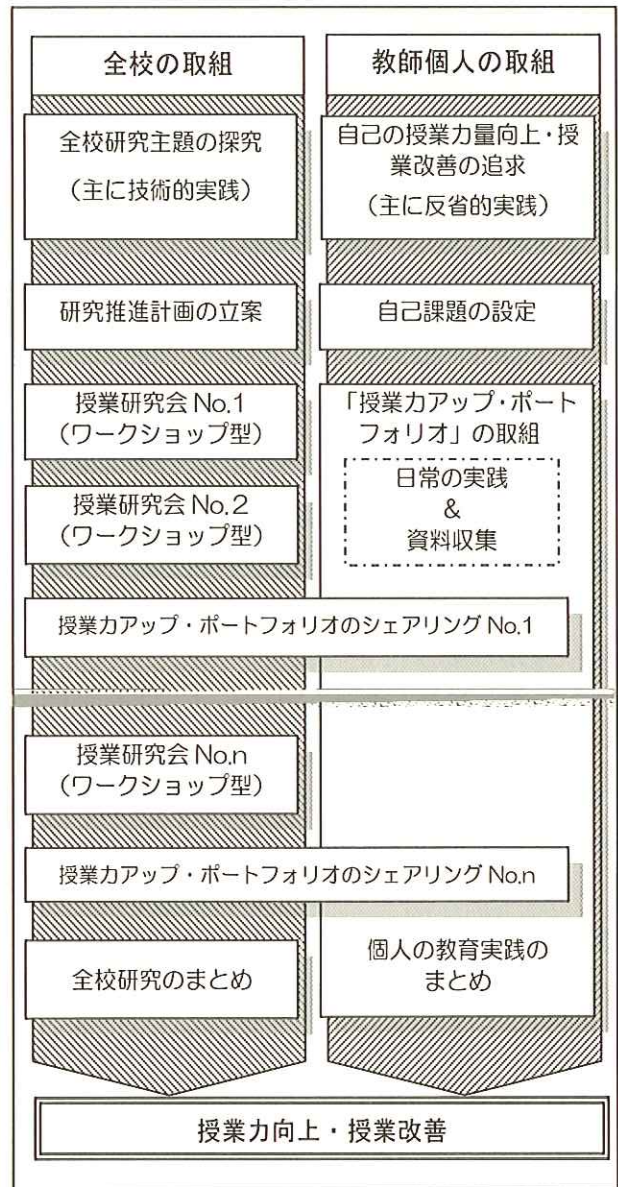 全校の取組
教師個人の取組
全校研究主題の探究
(主に技術的実践)
自己の授業力量向上・授
業改善の追求
(主に反省的実践)
研究推進計画の立案
自己課題の設定
授業研究会 No.1
(ワークショップ型)
授業研究会 No.2
(ワークショップ型)
「授業力アップ・ポート
フォリオ」の取組
日常の実践
&
資料収集
授業力アップ・ポートフォリオのシェアリング No.1
授業研究会 No.n
(ワークショップ型)
授業力アップ・ポートフォリオのシェアリング No.n
全校研究のまとめ
個人の教育実践の
まとめ
授業力向上・授業改善